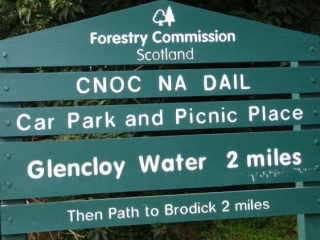 Forestry Commission
Scotland
CNOC NA DAIL
Car Park and Picnic Place
Glencloy Water 2 miles
Then Path to Brodick 2 miles